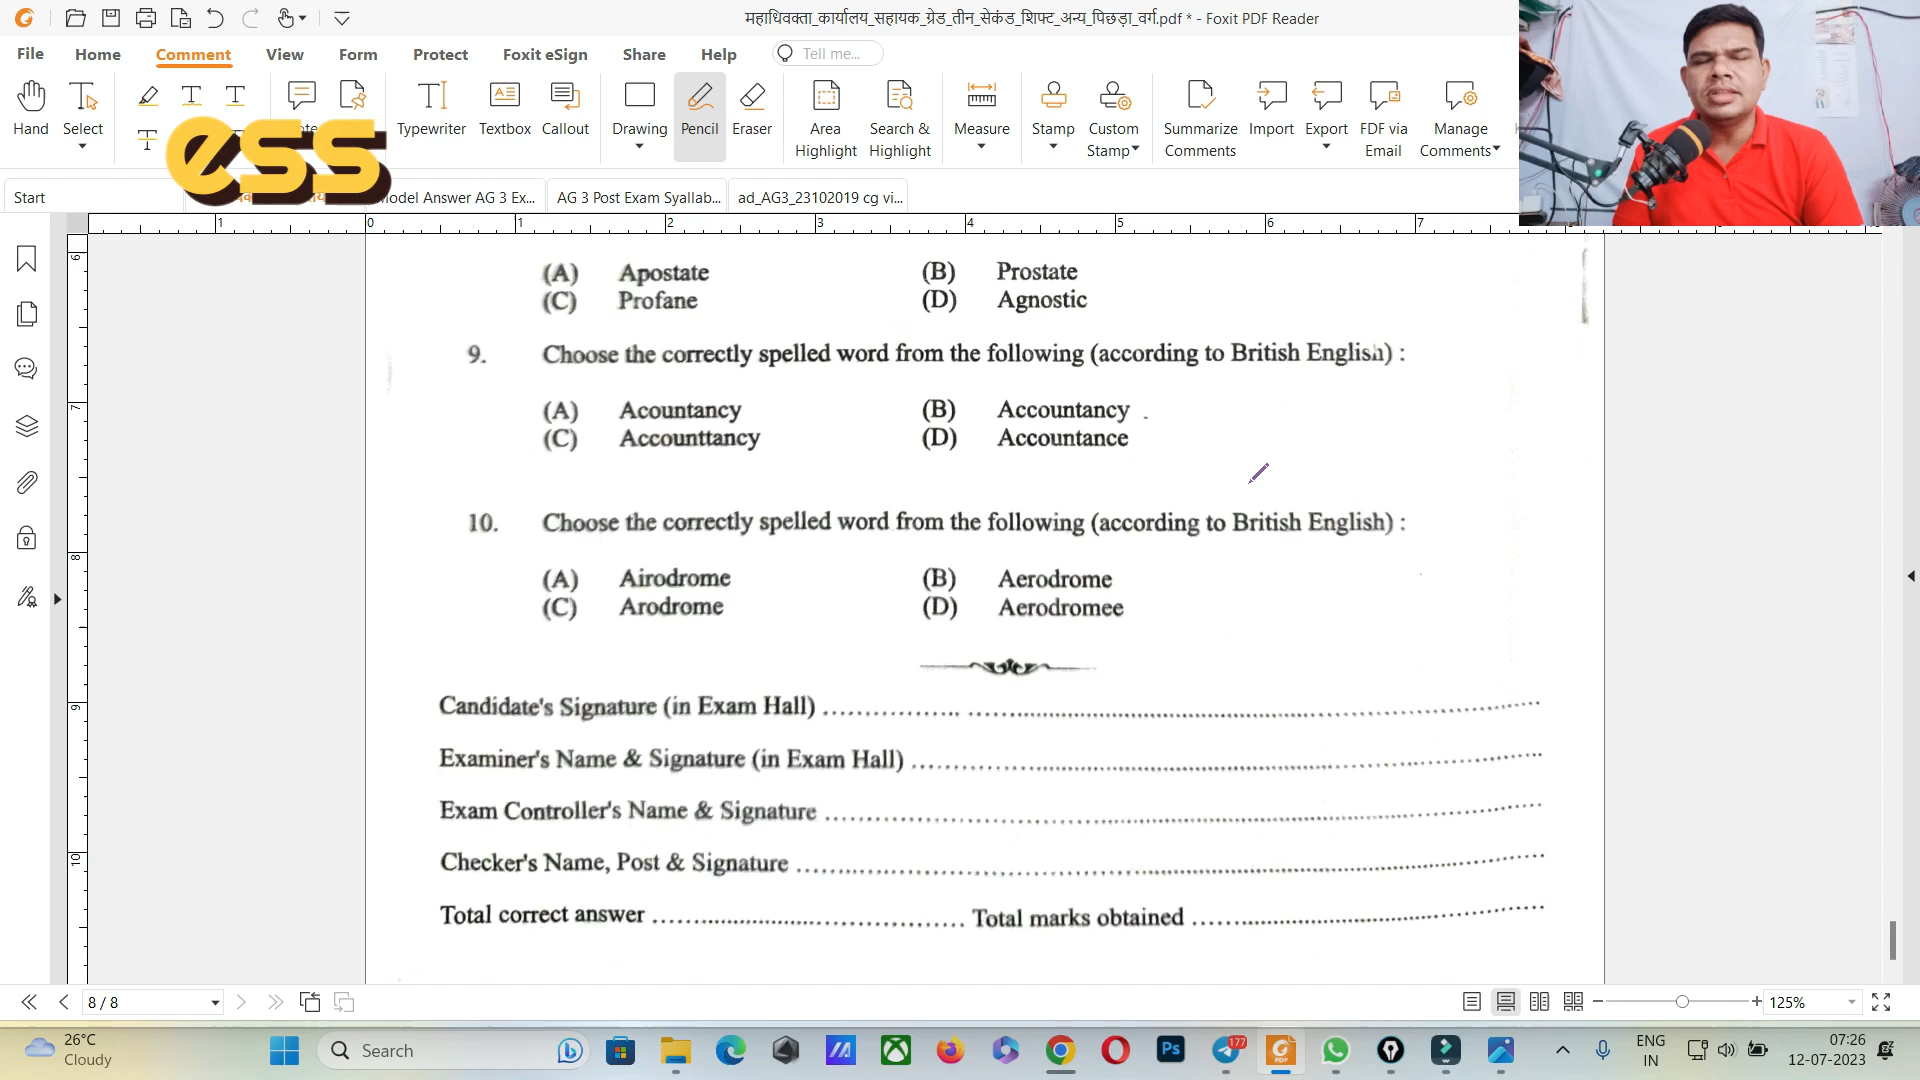 महाधिवक्ता_कार्यालय_सहायक_ग्रेड_तीन_सेकंड_शिफ्ट_अन्य_पिछड़ा_वर्ग.pdf * - Foxit PDF Reader
File Home Comment View Form Protect Foxit eSign Share Help Tell me...
Hand Select Typewriter Textbox Callout Drawing Pencil Eraser Area Highlight Search & Highlight Measure Stamp Custom Stamp Summarize Comments Import Export FDF via Email Manage Comments
ess
Start Model Answer AG 3 Ex... AG 3 Post Exam Syallab... ad_AG3_23102019 cg vi...
(A) Apostate (B) Prostate
(C) Profane (D) Agnostic
9. Choose the correctly spelled word from the following (according to British English) :
(A) Acountancy (B) Accountancy
(C) Accounttancy (D) Accountance
10. Choose the correctly spelled word from the following (according to British English) :
(A) Airodrome (B) Aerodrome
(C) Arodrome (D) Aerodromee
Candidate's Signature (in Exam Hall)
Examiner's Name & Signature (in Exam Hall)
Exam Controller's Name & Signature
Checker's Name, Post & Signature
Total correct answer Total marks obtained
8 / 8 125%
26°C
Cloudy
Search
Ps
177
ENG
IN
07:26
12-07-2023